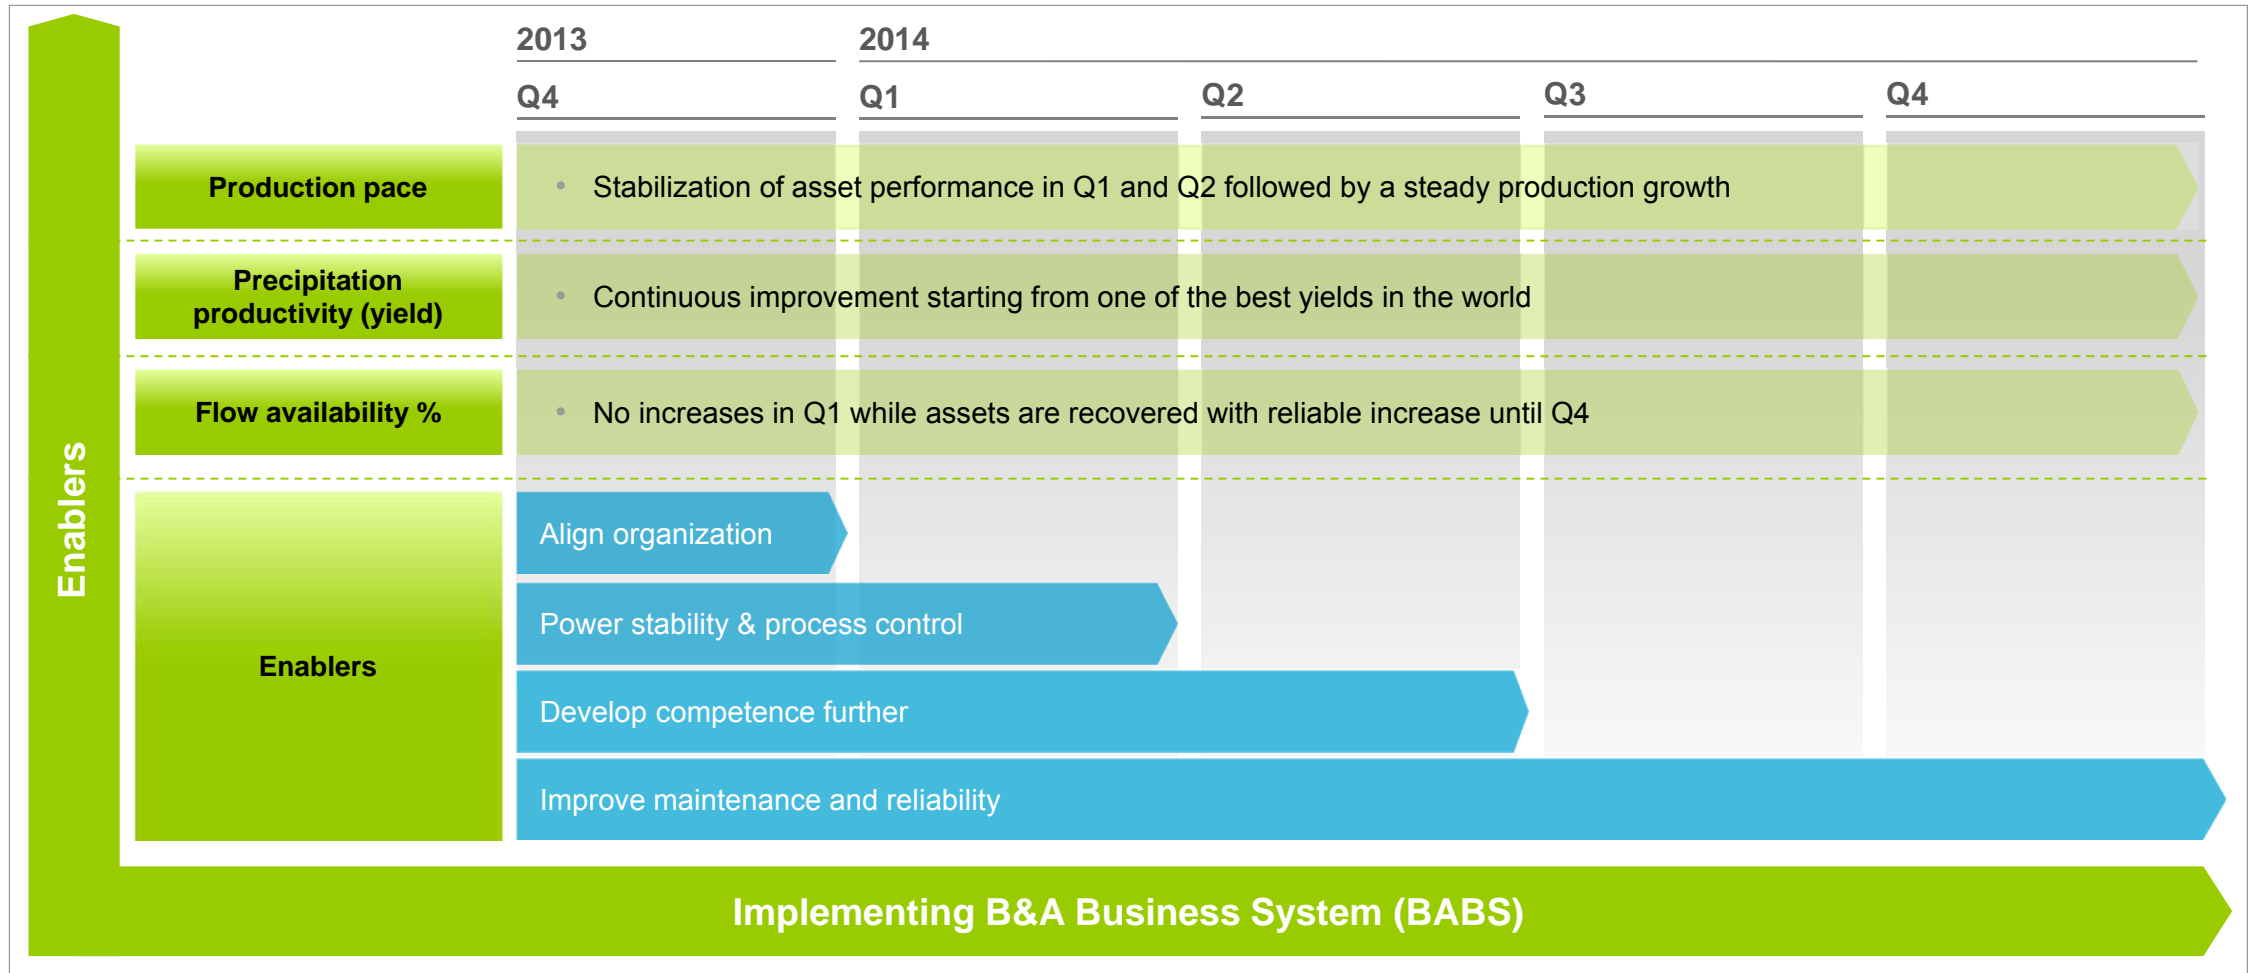 2013
2014
Q4
Q1
Q2
Q3
Q4
Production pace
• Stabilization of asset performance in Q1 and Q2 followed by a steady production growth
Precipitation
productivity (yield)
• Continuous improvement starting from one of the best yields in the world
Flow availability %
• No increases in Q1 while assets are recovered with reliable increase until Q4
Enablers
Enablers
Align organization
Power stability & process control
Develop competence further
Improve maintenance and reliability
Implementing B&A Business System (BABS)